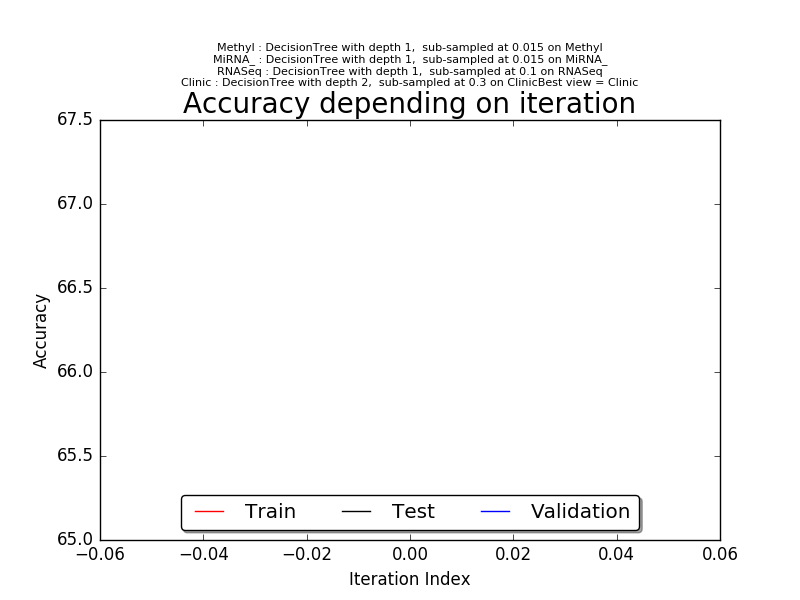 Methyl : DecisionTree with depth 1,  sub-sampled at 0.015 on Methyl
MiRNA_ : DecisionTree with depth 1,  sub-sampled at 0.015 on MiRNA_
RNASeq : DecisionTree with depth 1,  sub-sampled at 0.1 on RNASeq
Clinic : DecisionTree with depth 2,  sub-sampled at 0.3 on ClinicBest view = Clinic
Accuracy depending on iteration
67.5
67.0
66.5
66.0
65.5
65.0
Accuracy
Train Test Validation
−0.06 −0.04 −0.02 0.00 0.02 0.04 0.06
Iteration Index